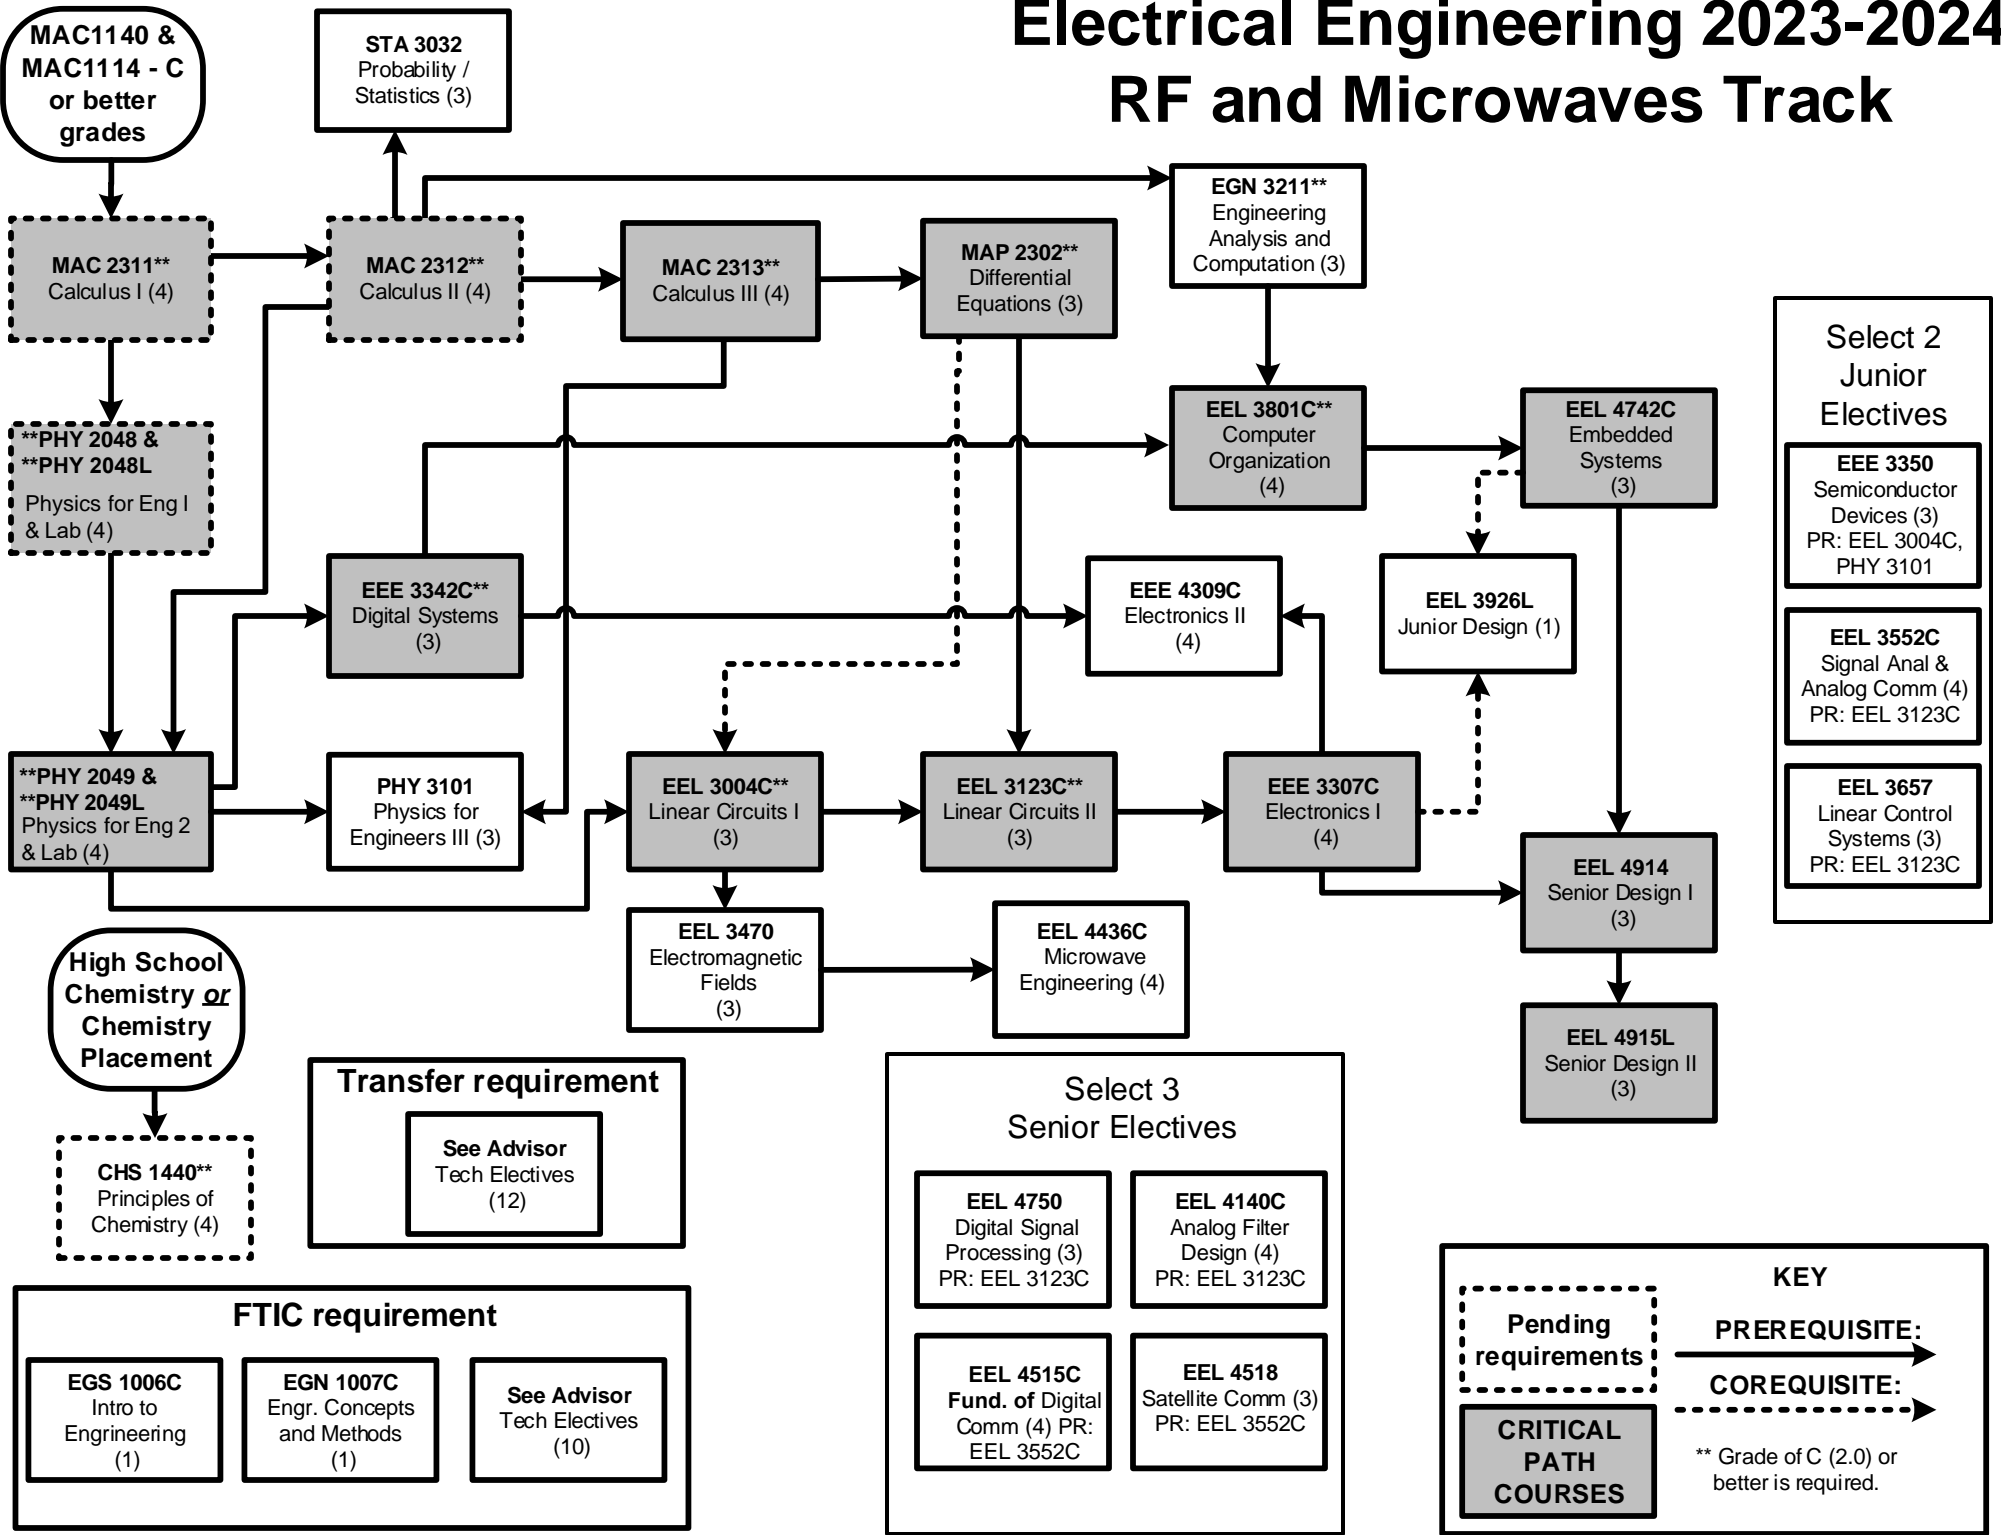 Electrical Engineering 2023-2024
RF and Microwaves Track
MAC1140 &
MAC1114 - C
or better
grades
STA 3032
Probability /
Statistics (3)
EGN 3211**
Engineering
Analysis and
Computation (3)
MAC 2311**
Calculus I (4)
MAC 2312**
Calculus II (4)
MAC 2313**
Calculus III (4)
MAP 2302**
Differential
Equations (3)
**PHY 2048 &
**PHY 2048L
Physics for Eng I
& Lab (4)
EEL 3801C**
Computer
Organization
(4)
EEL 4742C
Embedded
Systems
(3)
EEE 3342C**
Digital Systems
(3)
EEE 4309C
Electronics II
(4)
EEL 3926L
Junior Design (1)
**PHY 2049 &
**PHY 2049L
Physics for Eng 2
& Lab (4)
PHY 3101
Physics for
Engineers III (3)
EEL 3004C**
Linear Circuits I
(3)
EEL 3123C**
Linear Circuits II
(3)
EEE 3307C
Electronics I
(4)
EEL 4914
Senior Design I
(3)
EEL 3470
Electromagnetic
Fields
(3)
EEL 4436C
Microwave
Engineering (4)
EEL 4915L
Senior Design II
(3)
Select 2
Junior
Electives
EEE 3350
Semiconductor
Devices (3)
PR: EEL 3004C,
PHY 3101
EEL 3552C
Signal Anal &
Analog Comm (4)
PR: EEL 3123C
EEL 3657
Linear Control
Systems (3)
PR: EEL 3123C
High School
Chemistry or
Chemistry
Placement
CHS 1440**
Principles of
Chemistry (4)
Transfer requirement
See Advisor
Tech Electives
(12)
FTIC requirement
EGS 1006C
Intro to
Engrineering
(1)
EGN 1007C
Engr. Concepts
and Methods
(1)
See Advisor
Tech Electives
(10)
Select 3
Senior Electives
EEL 4750
Digital Signal
Processing (3)
PR: EEL 3123C
EEL 4140C
Analog Filter
Design (4)
PR: EEL 3123C
EEL 4515C
Fund. of Digital
Comm (4) PR:
EEL 3552C
EEL 4518
Satellite Comm (3)
PR: EEL 3552C
KEY
Pending
requirements
PREREQUISITE:
COREQUISITE:
CRITICAL
PATH
COURSES
** Grade of C (2.0) or
better is required.